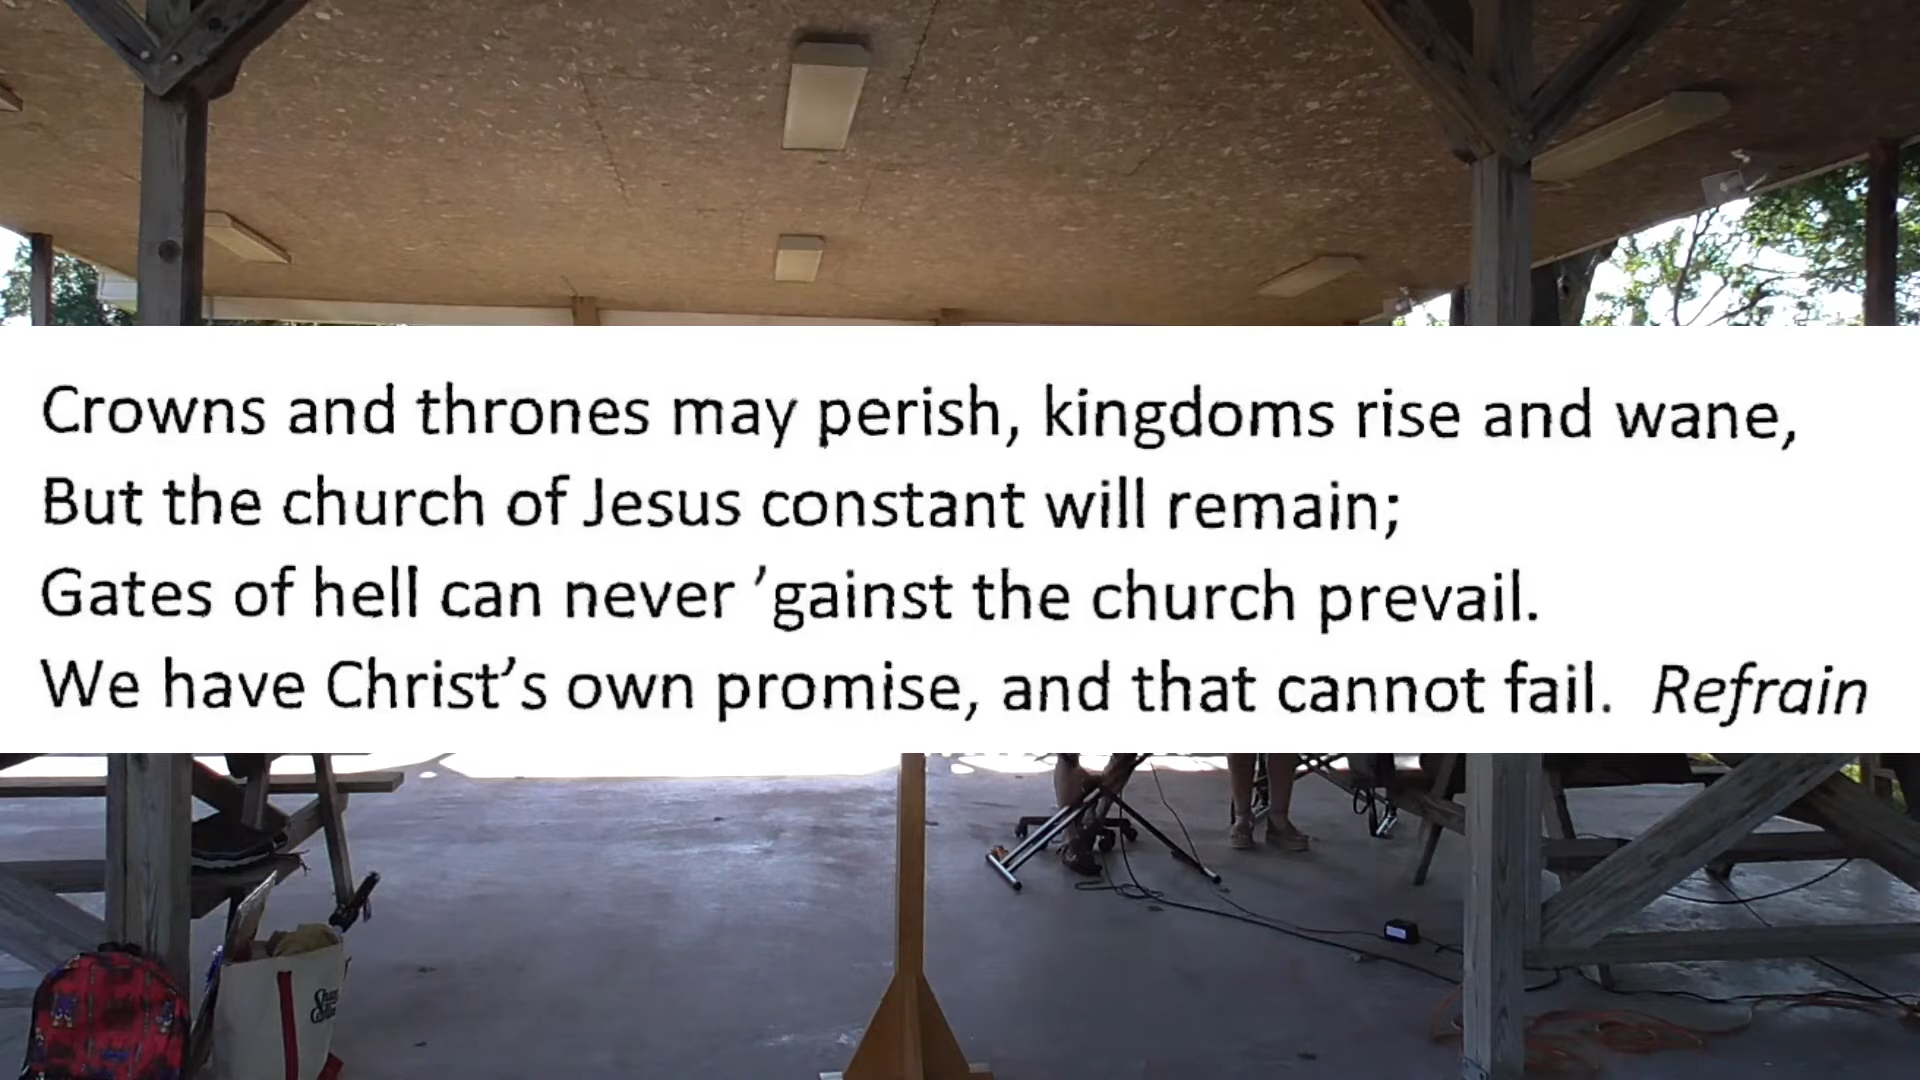 Crowns and thrones may perish, kingdoms rise and wane,
But the church of Jesus constant will remain;
Gates of hell can never ’gainst the church prevail.
We have Christ’s own promise, and that cannot fail. Refrain